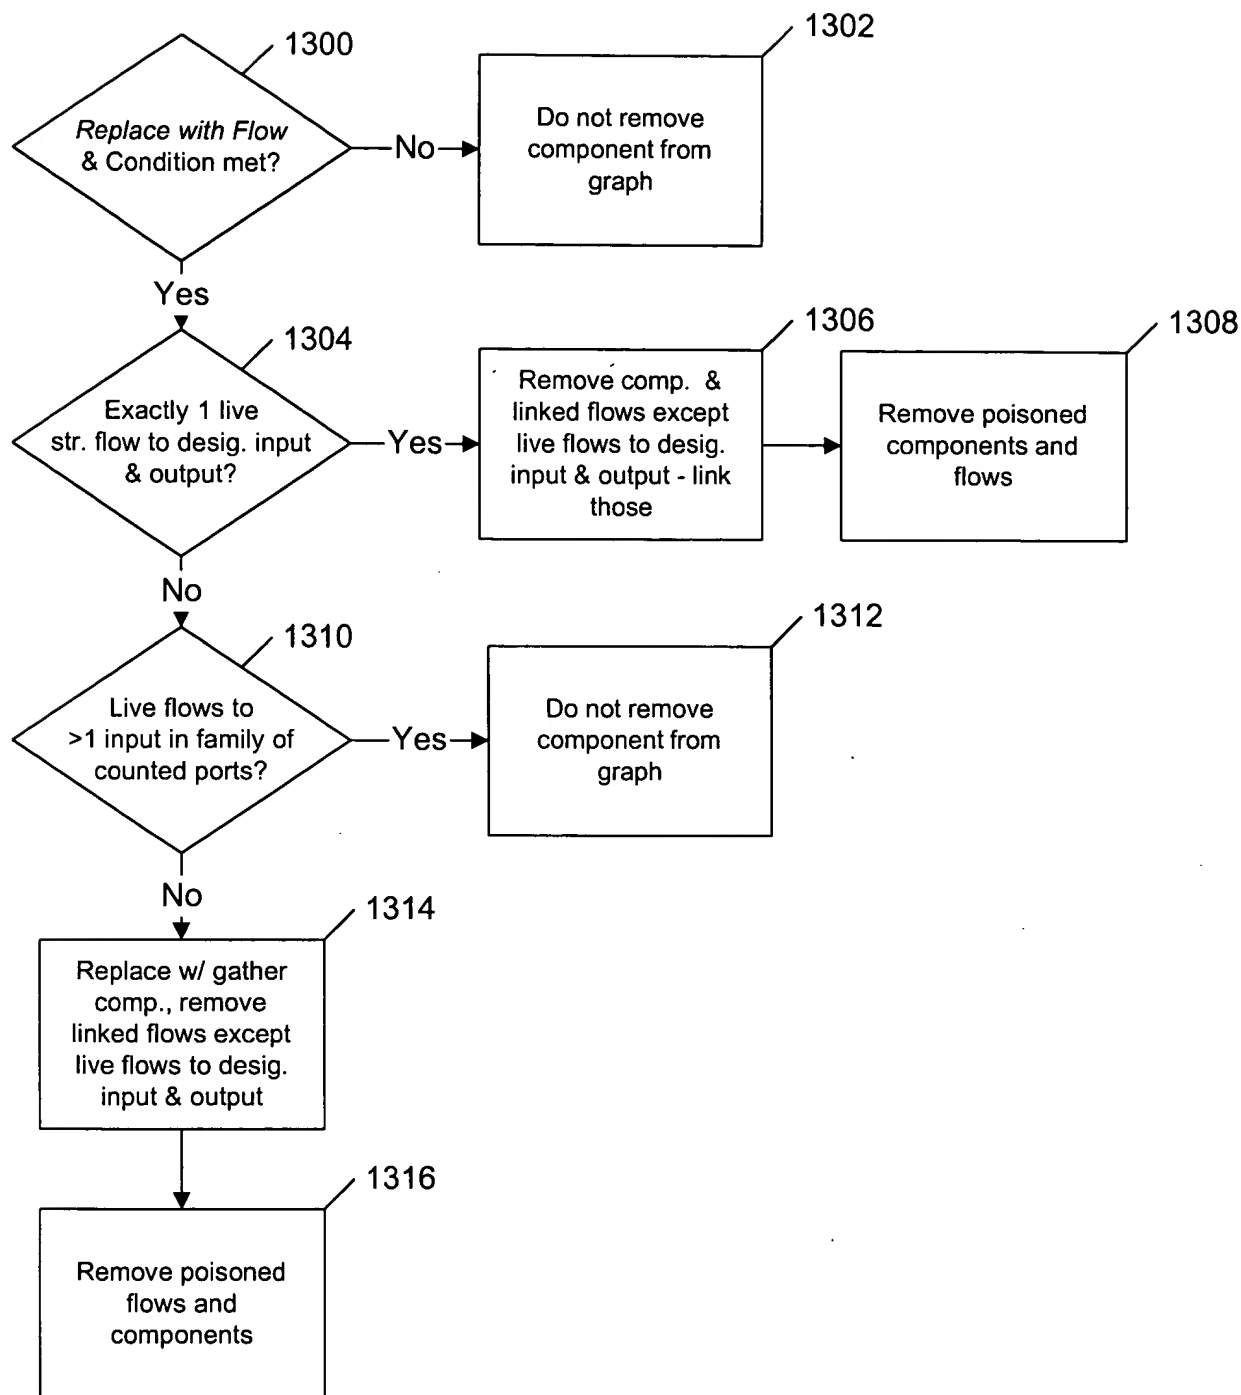 1300
Replace with Flow
& Condition met?
No
1302
Do not remove
component from
graph
Yes
1304
Exactly 1 live
str. flow to desig. input
& output?
Yes
1306
Remove comp. &
linked flows except
live flows to desig.
input & output - link
those
1308
Remove poisoned
components and
flows
No
1310
Live flows to
>1 input in family of
counted ports?
Yes
1312
Do not remove
component from
graph
No
1314
Replace w/ gather
comp., remove
linked flows except
live flows to desig.
input & output
1316
Remove poisoned
flows and
components